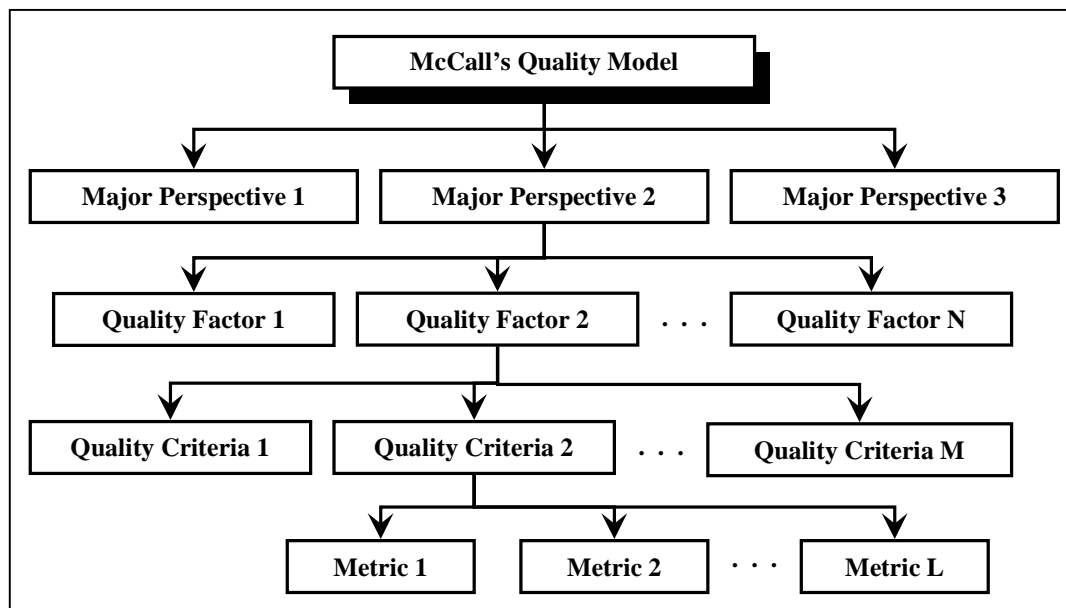 McCall’s Quality Model
Major Perspective 1
Major Perspective 2
Major Perspective 3
Quality Factor 1
Quality Factor 2
. . .
Quality Factor N
Quality Criteria 1
Quality Criteria 2
. . .
Quality Criteria M
Metric 1
Metric 2
. . .
Metric L